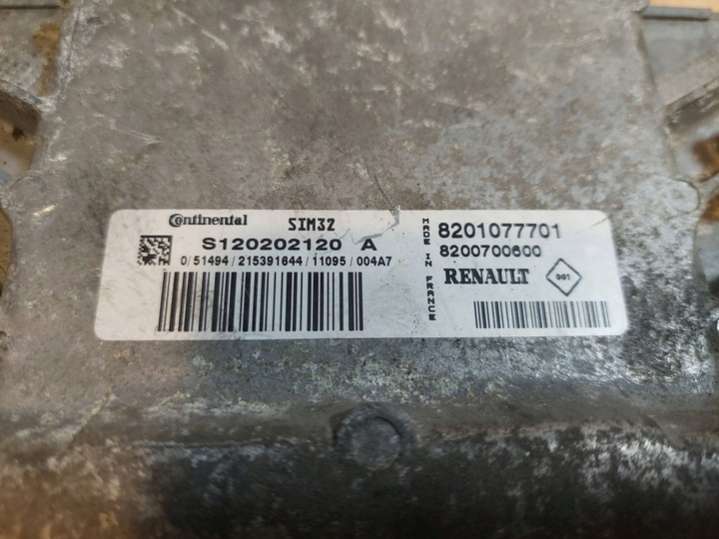 Continental SIM32
S120202120 A
0/51494/215391644/11095/004A7
MADE IN FRANCE
8201077701
8200700600
RENAULT